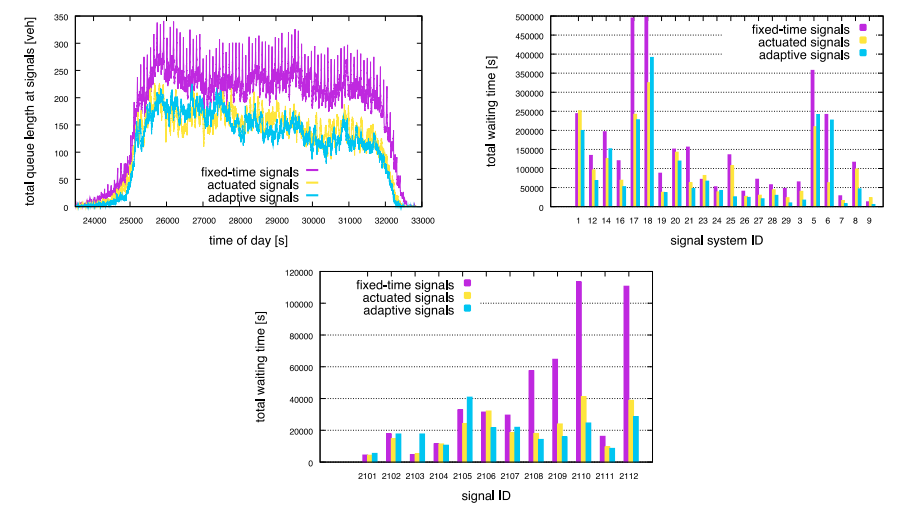 350
300
250
200
150
100
50
0
total queue length at signals [veh]
fixed-time signals
actuated signals
adaptive signals
24000 25000 26000 27000 28000 29000 30000 31000 32000 33000
time of day [s]
500000
450000
400000
350000
300000
250000
200000
150000
100000
50000
0
total waiting time [s]
fixed-time signals
actuated signals
adaptive signals
1 12 14 16 17 18 19 20 21 23 24 25 26 27 28 29 3 5 6 7 8 9
signal system ID
120000
100000
80000
60000
40000
20000
0
total waiting time [s]
fixed-time signals
actuated signals
adaptive signals
2101 2102 2103 2104 2105 2106 2107 2108 2109 2110 2111 2112
signal ID